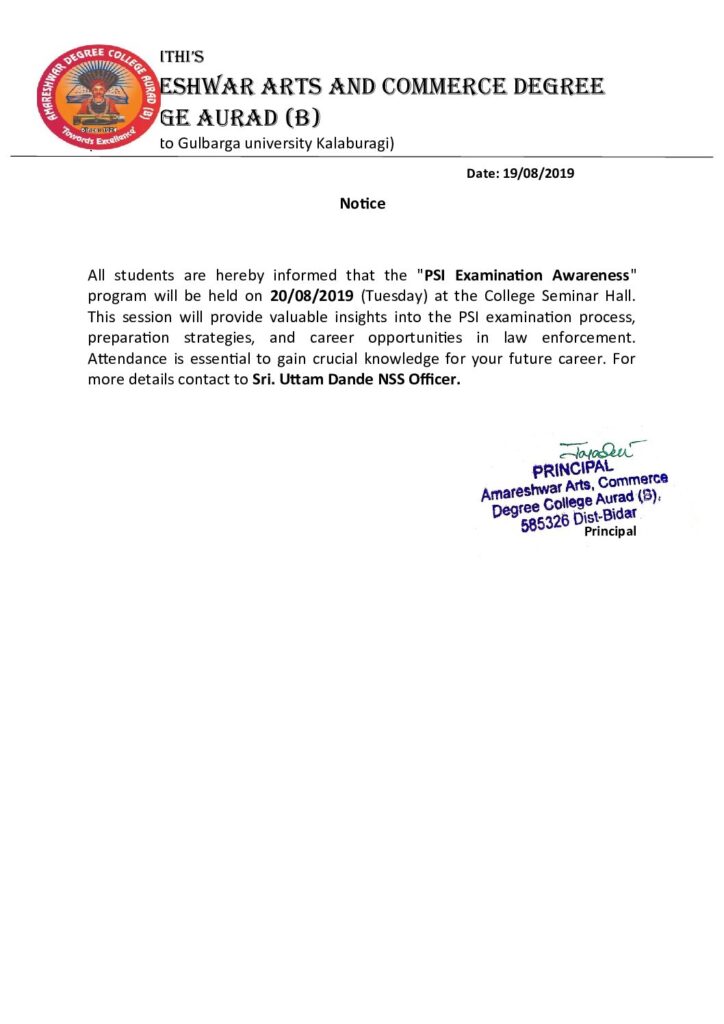 AMARESHWAR DEGREE COLLEGE AURAD (B)
"Towards Excellence"
ITHI'S
ESHWAR ARTS AND COMMERCE DEGREE
GE AURAD (B)
to Gulbarga university Kalaburagi)
Date: 19/08/2019
Notice
All students are hereby informed that the "PSI Examination Awareness"
program will be held on 20/08/2019 (Tuesday) at the College Seminar Hall.
This session will provide valuable insights into the PSI examination process,
preparation strategies, and career opportunities in law enforcement.
Attendance is essential to gain crucial knowledge for your future career. For
more details contact to Sri. Uttam Dande NSS Officer.
PRINCIPAL
Amareshwar Arts, Commerce
Degree College Aurad (B).
585326 Dist-Bidar
Principal